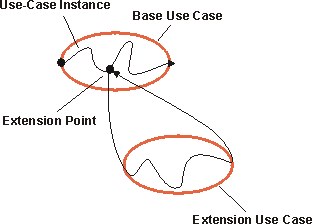 Use-Case Instance
Base Use Case
Extension Point
Extension Use Case